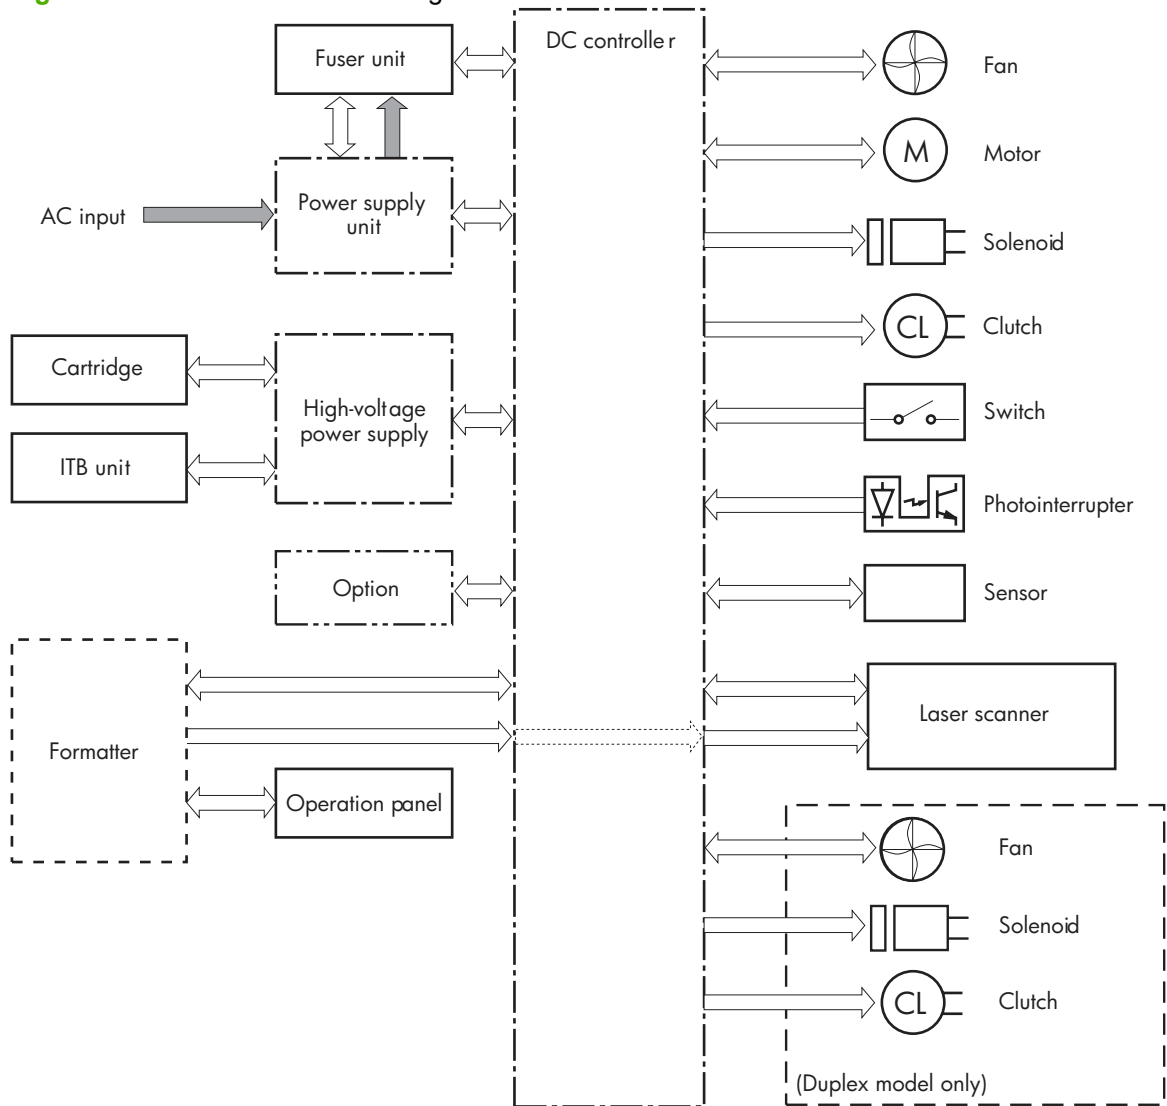 DC controller
Fuser unit
Fan
Motor
M
Power supply
unit
AC input
Solenoid
CL
Clutch
Cartridge
High-voltage
power supply
Switch
ITB unit
Photointerrupter
Option
Sensor
Laser scanner
Formatter
Operation panel
Fan
Solenoid
CL
Clutch
(Duplex model only)